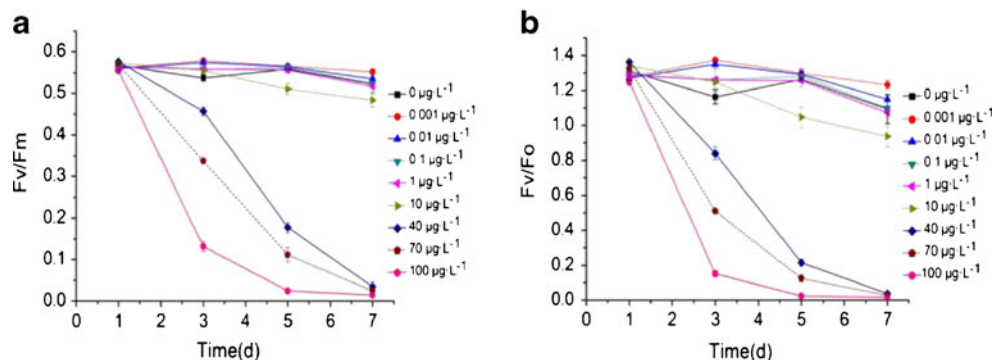 a
0.6
0.5
0.4
0.3
0.2
0.1
0.0
Fv/Fm
0 1 2 3 4 5 6 7
Time(d)
0 µg·L-1
0 001 µg·L-1
0 01 µg·L-1
0 1 µg·L-1
1 µg·L-1
10 µg·L-1
40 µg·L-1
70 µg·L-1
100 µg·L-1
b
1.4
1.2
1.0
0.8
0.6
0.4
0.2
0.0
Fv/Fo
0 1 2 3 4 5 6 7
Time(d)
0 µg·L-1
0 001 µg·L-1
0 01 µg·L-1
0 1 µg·L-1
1 µg·L-1
10 µg·L-1
40 µg·L-1
70 µg·L-1
100 µg·L-1